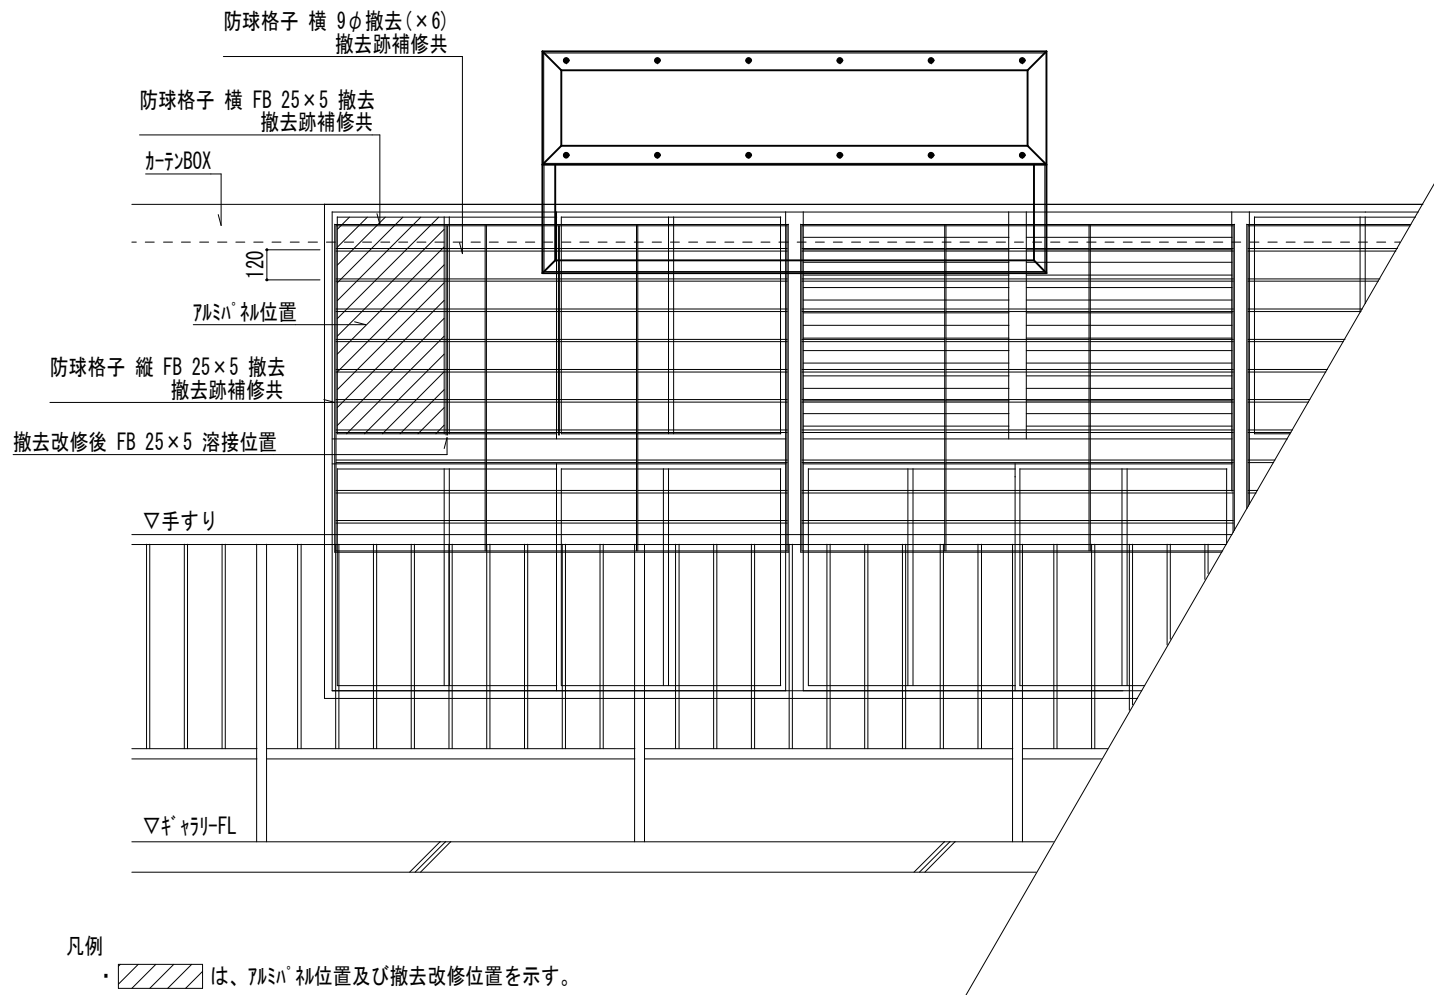 防球格子 横 9φ撤去(×6)
撤去跡補修共
防球格子 横 FB 25×5 撤去
撤去跡補修共
ｶｰﾃﾝBOX
120
ｱﾙﾐﾊﾟﾈﾙ位置
防球格子 縦 FB 25×5 撤去
撤去跡補修共
撤去改修後 FB 25×5 溶接位置
▽手すり
▽ｷﾞｬﾗﾘｰFL
凡例
・ は、ｱﾙﾐﾊﾟﾈﾙ位置及び撤去改修位置を示す。